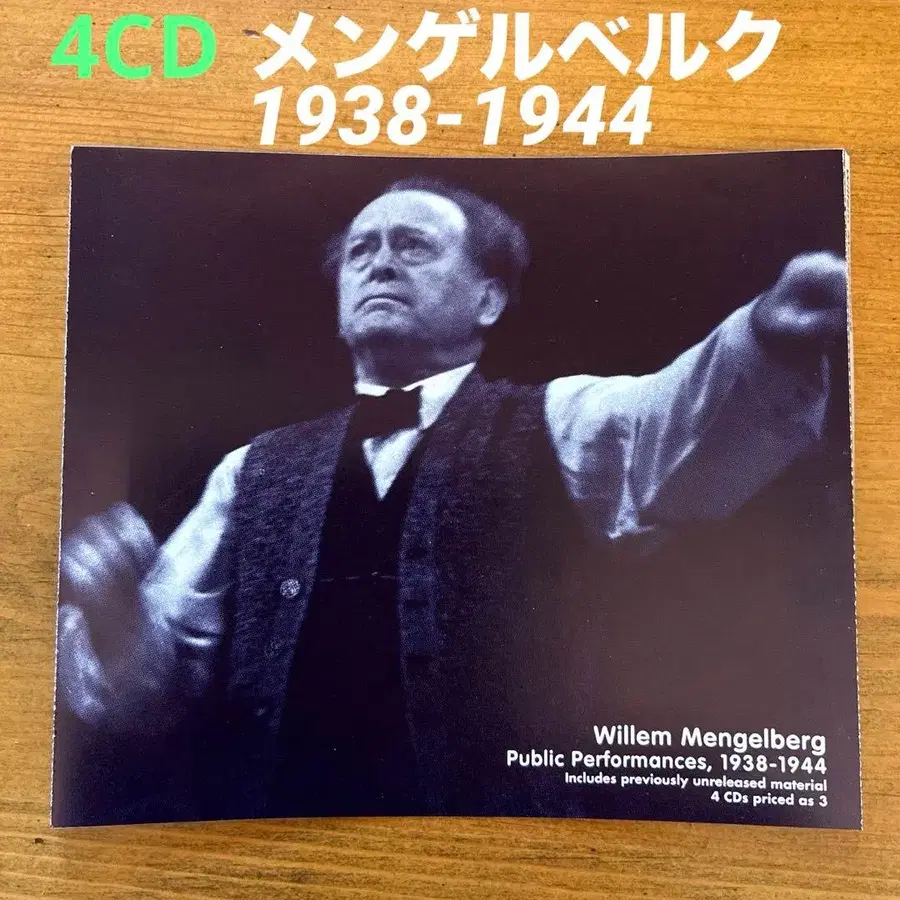 4CD メンゲルベルク
1938-1944
Willem Mengelberg
Public Performances, 1938-1944
Includes previously unreleased material
4 CDs priced as 3